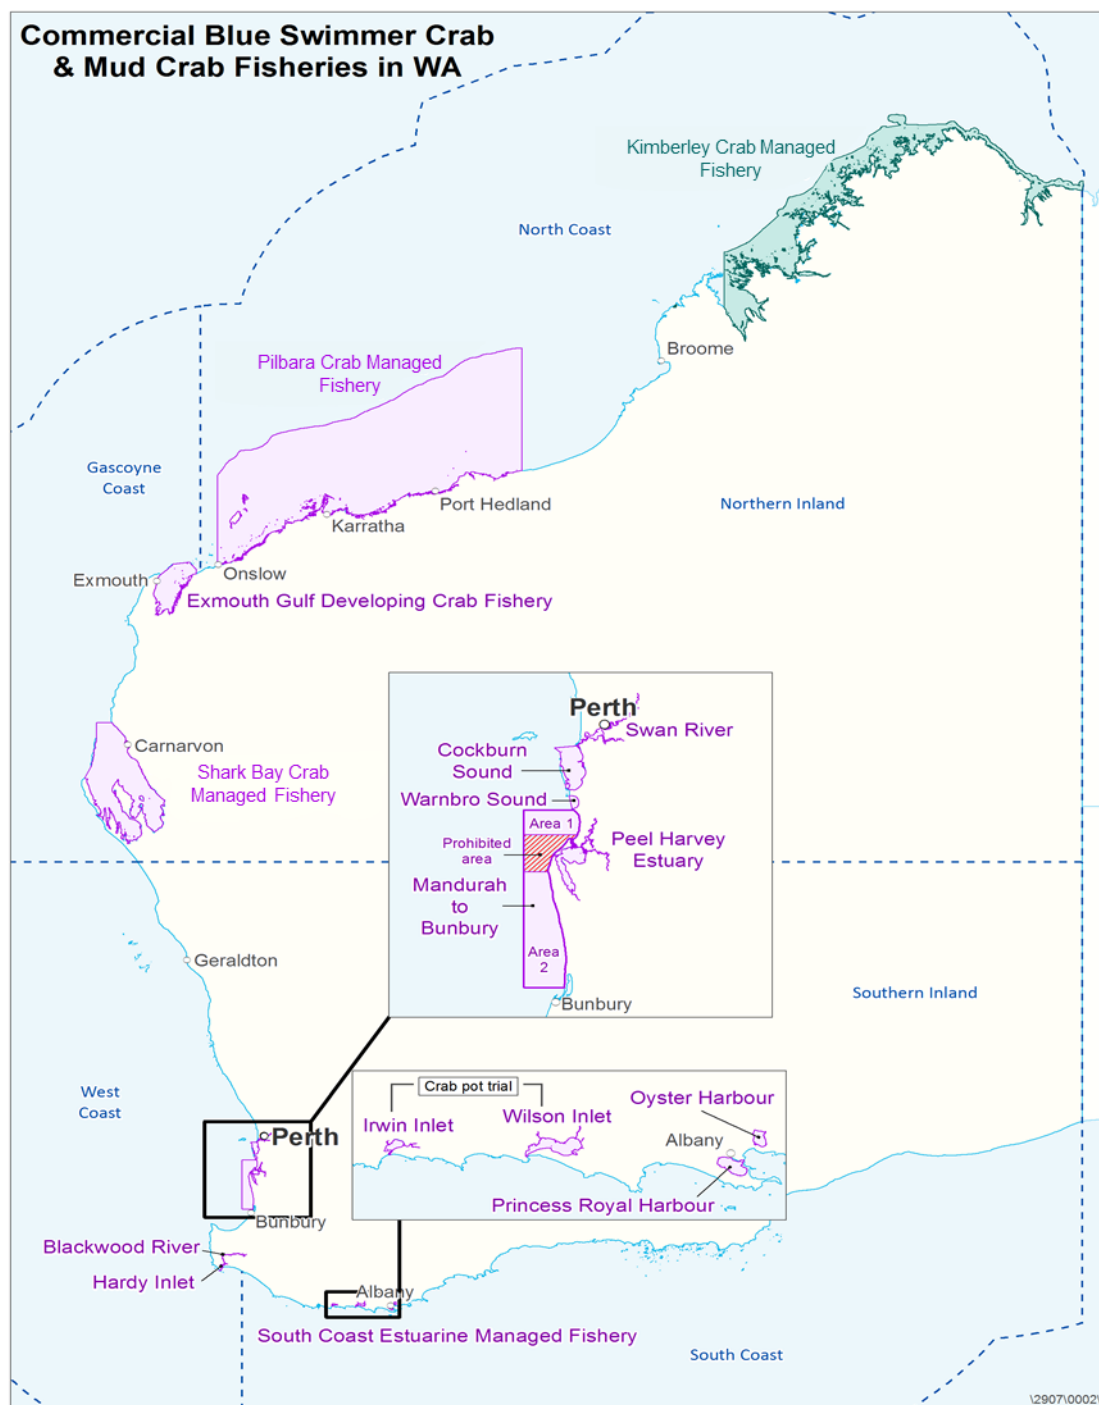 Commercial Blue Swimmer Crab
& Mud Crab Fisheries in WA
Kimberley Crab Managed
Fishery
North Coast
Broome
Pilbara Crab Managed
Fishery
Gascoyne
Coast
Port Hedland
Karratha
Northern Inland
Onslow
Exmouth
Exmouth Gulf Developing Crab Fishery
Carnarvon
Shark Bay Crab
Managed Fishery
Perth
Swan River
Cockburn
Sound
Warnbro Sound
Area 1
Prohibited
area
Peel Harvey
Estuary
Mandurah
to
Bunbury
Area
2
Bunbury
Geraldton
Southern Inland
West
Coast
Crab pot trial
Irwin Inlet
Wilson Inlet
Oyster Harbour
Albany
Princess Royal Harbour
Perth
Bunbury
Blackwood River
Hardy Inlet
Albany
South Coast Estuarine Managed Fishery
South Coast
\2907\0002\